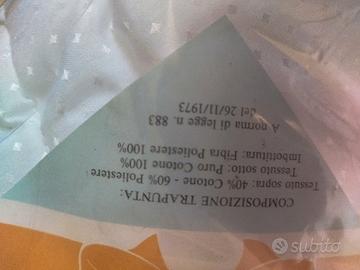 COMPOSIZIONE TRAPUNTA:
Tessuto sopra: 40% Cotone - 60% Poliestere
Tessuto sotto: Puro Cotone 100%
Imbottitura: Fibra Poliestere 100%
A norma di legge n. 883
del 26/11/1973
subito